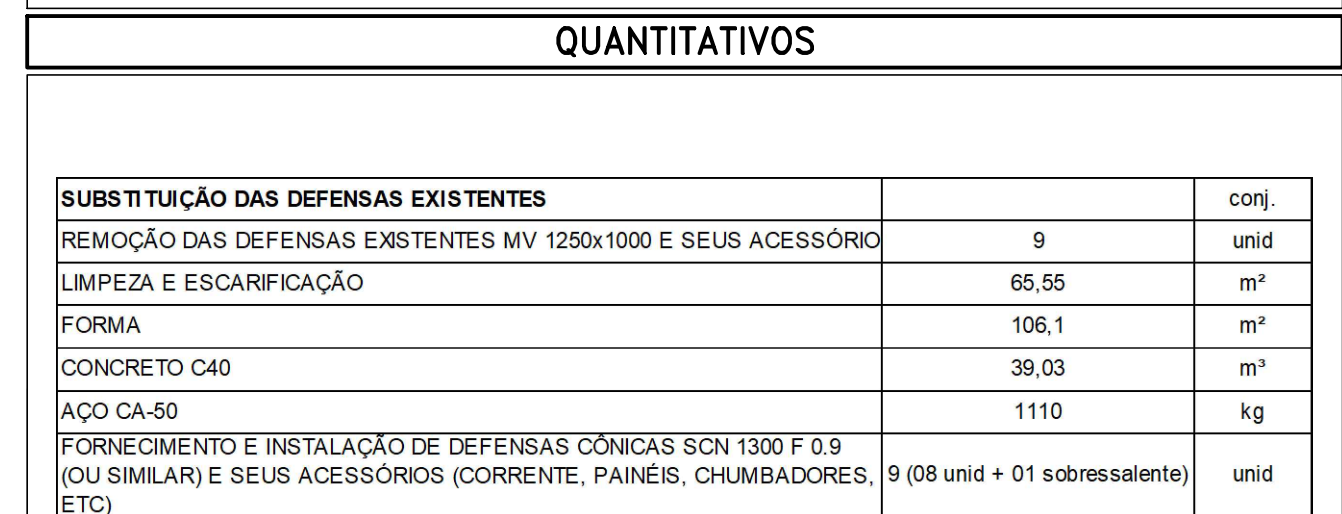 QUANTITATIVOS
SUBSTITUIÇÃO DAS DEFENSAS EXISTENTES conj.
REMOÇÃO DAS DEFENSAS EXISTENTES MV 1250x1000 E SEUS ACESSÓRIO 9 unid
LIMPEZA E ESCARIFICAÇÃO 65,55 m²
FORMA 106,1 m²
CONCRETO C40 39,03 m³
AÇO CA-50 1110 kg
FORNECIMENTO E INSTALAÇÃO DE DEFENSAS CÔNICAS SCN 1300 F 0.9
(OU SIMILAR) E SEUS ACESSÓRIOS (CORRENTE, PAINÉIS, CHUMBADORES, 9 (08 unid + 01 sobressalente) unid
ETC)